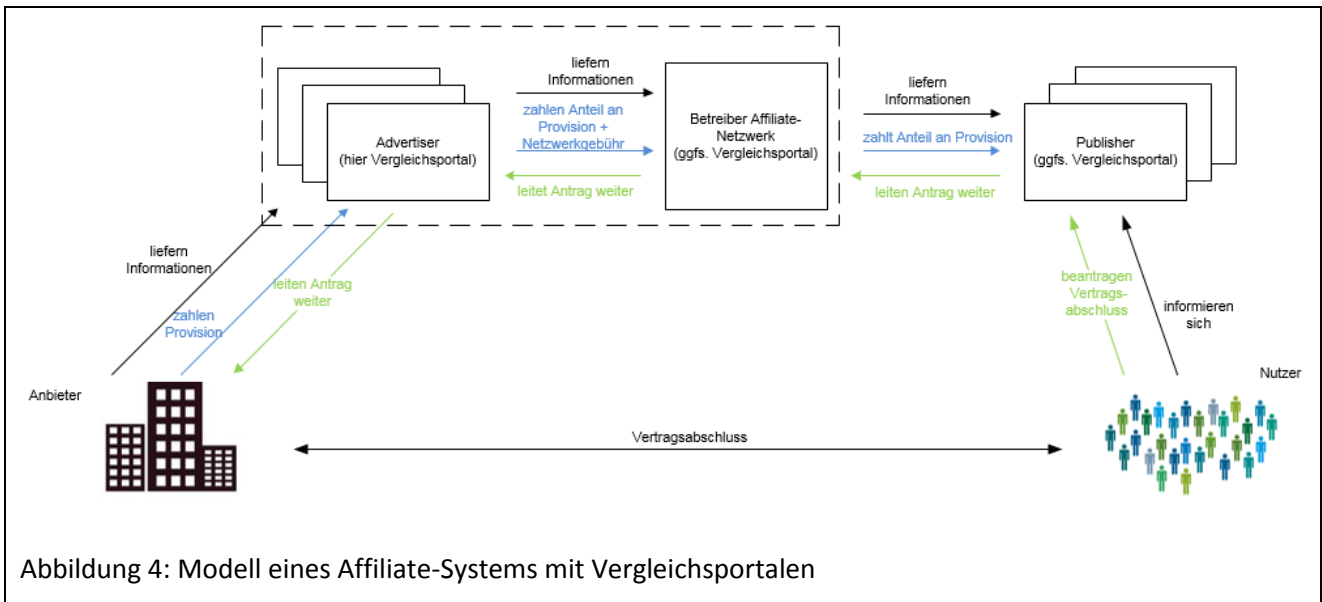 liefern
Informationen
zahlen Anteil an
Provision +
Netzwerkgebühr
leitet Antrag weiter
Advertiser
(hier Vergleichsportal)
Betreiber Affiliate-
Netzwerk
(ggfs. Vergleichsportal)
liefern
Informationen
zahlt Anteil an Provision
leiten Antrag weiter
Publisher
(ggfs. Vergleichsportal)
liefern
Informationen
zahlen
Provision
leiten Antrag
weiter
beantragen
Vertrags-
abschluss
informieren
sich
Anbieter
Nutzer
Vertragsabschluss
Abbildung 4: Modell eines Affiliate-Systems mit Vergleichsportalen